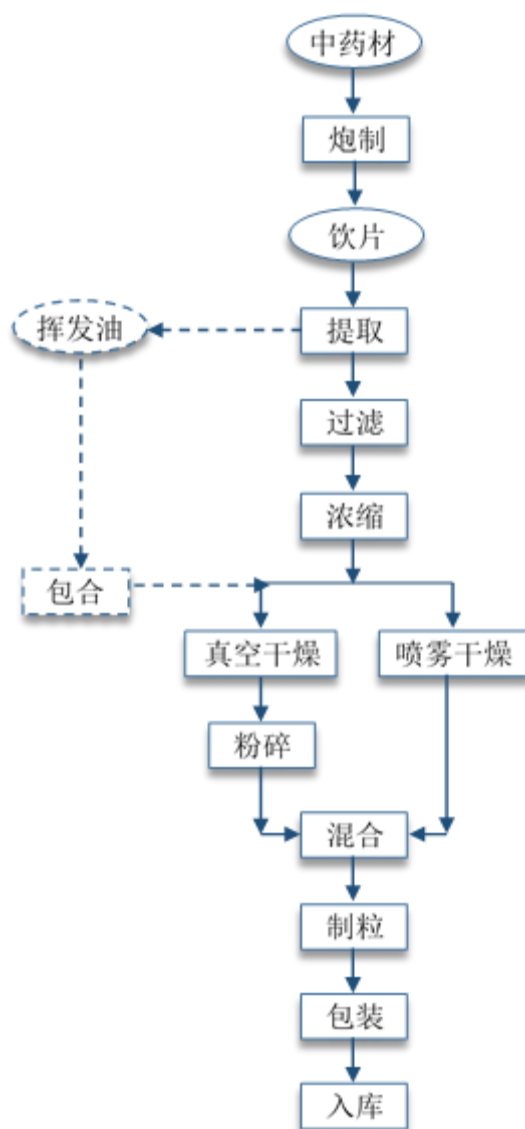 中药材
炮制
饮片
挥发油
提取
过滤
浓缩
包合
真空干燥
喷雾干燥
粉碎
混合
制粒
包装
入库